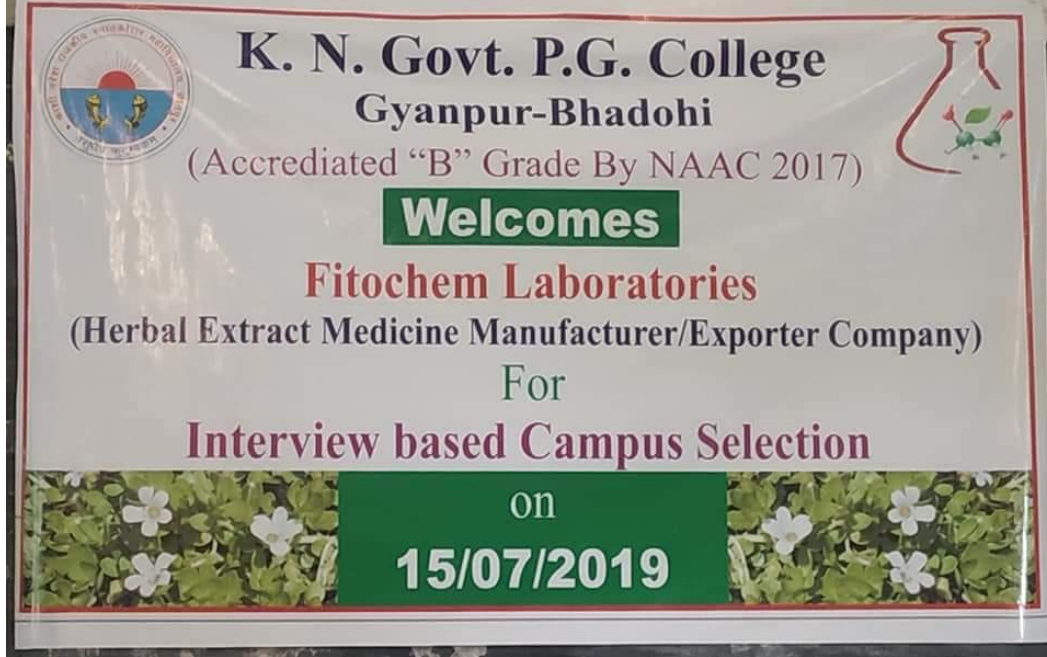 K. N. Govt. P.G. College
Gyanpur-Bhadohi
(Accrediated “B” Grade By NAAC 2017)
Welcomes
Fitochem Laboratories
(Herbal Extract Medicine Manufacturer/Exporter Company)
For
Interview based Campus Selection
on
15/07/2019